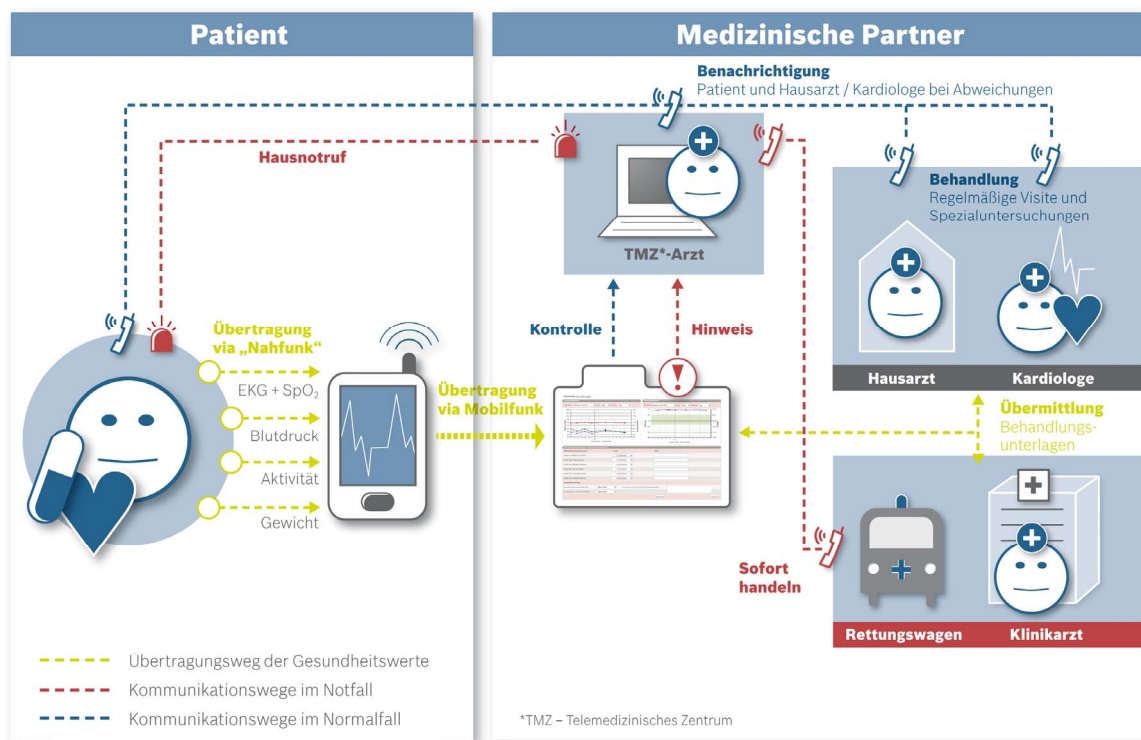 Patient
Medizinische Partner
Benachrichtigung
Patient und Hausarzt / Kardiologe bei Abweichungen
Hausnotruf
TMZ*-Arzt
Behandlung
Regelmäßige Visite und
Spezialuntersuchungen
Hausarzt
Kardiologe
Kontrolle
Hinweis
Übertragung
via „Nahfunk“
EKG + SpO₂
Blutdruck
Aktivität
Gewicht
Übertragung
via Mobilfunk
Übermittlung
Behandlungs-
unterlagen
Sofort
handeln
Rettungswagen
Klinikarzt
Übertragungsweg der Gesundheitswerte
Kommunikationswege im Notfall
Kommunikationswege im Normalfall
*TMZ – Telemedizinisches Zentrum